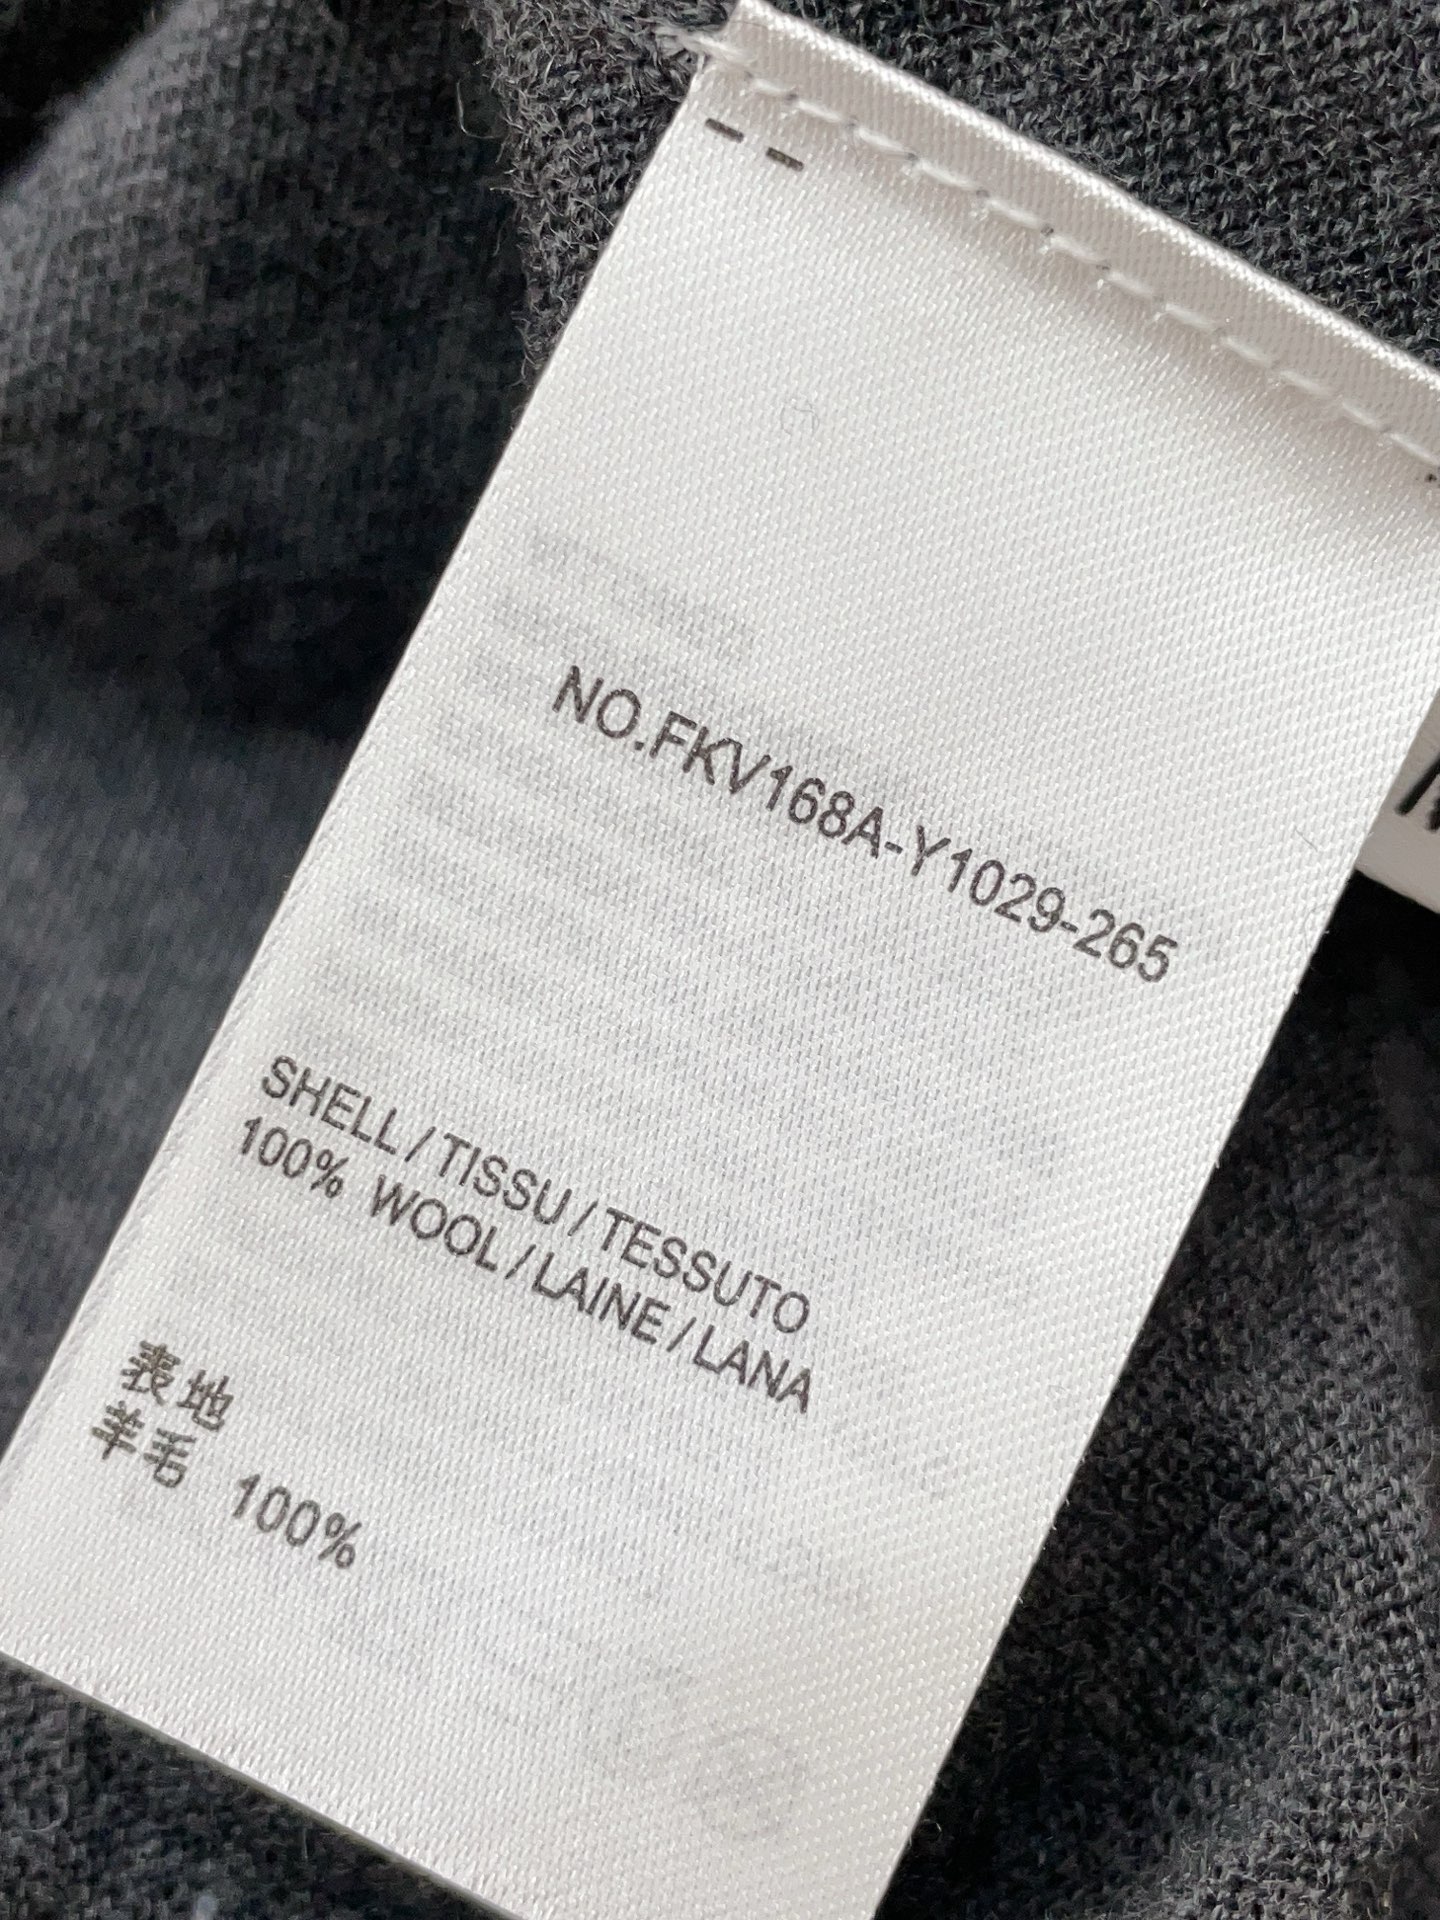 NO.FKV168A-Y1029-265
SHELL / TISSU / TESSUTO
100% WOOL / LAINE / LANA
表地
羊毛 100%